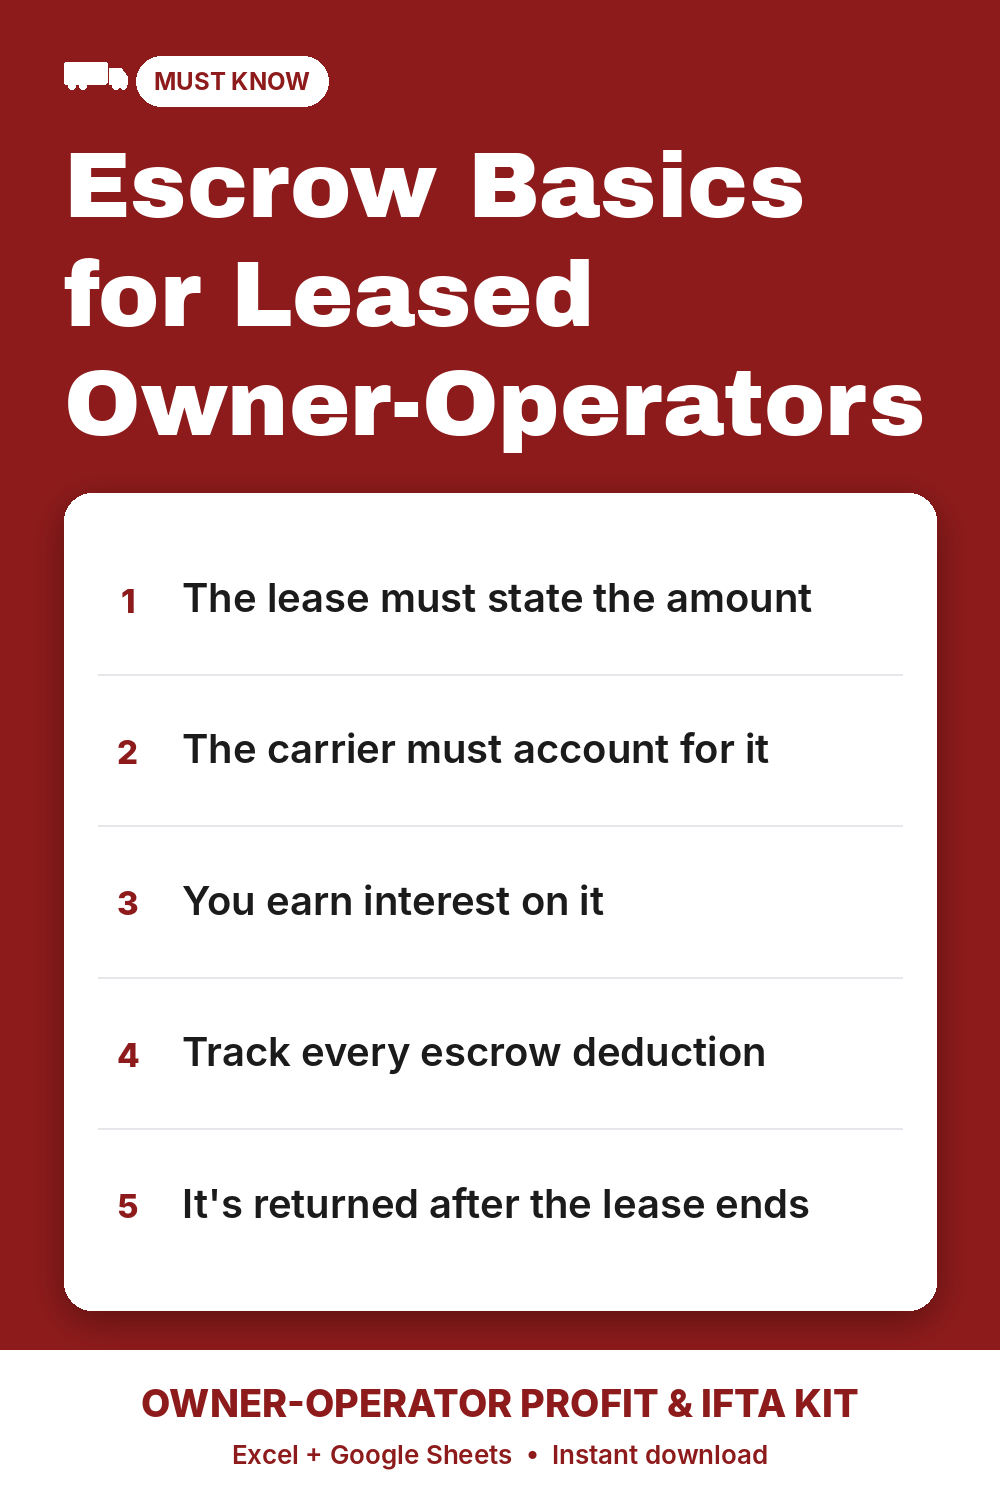 MUST KNOW
Escrow Basics
for Leased
Owner-Operators
1 The lease must state the amount
2 The carrier must account for it
3 You earn interest on it
4 Track every escrow deduction
5 It's returned after the lease ends
OWNER-OPERATOR PROFIT & IFTA KIT
Excel + Google Sheets • Instant download